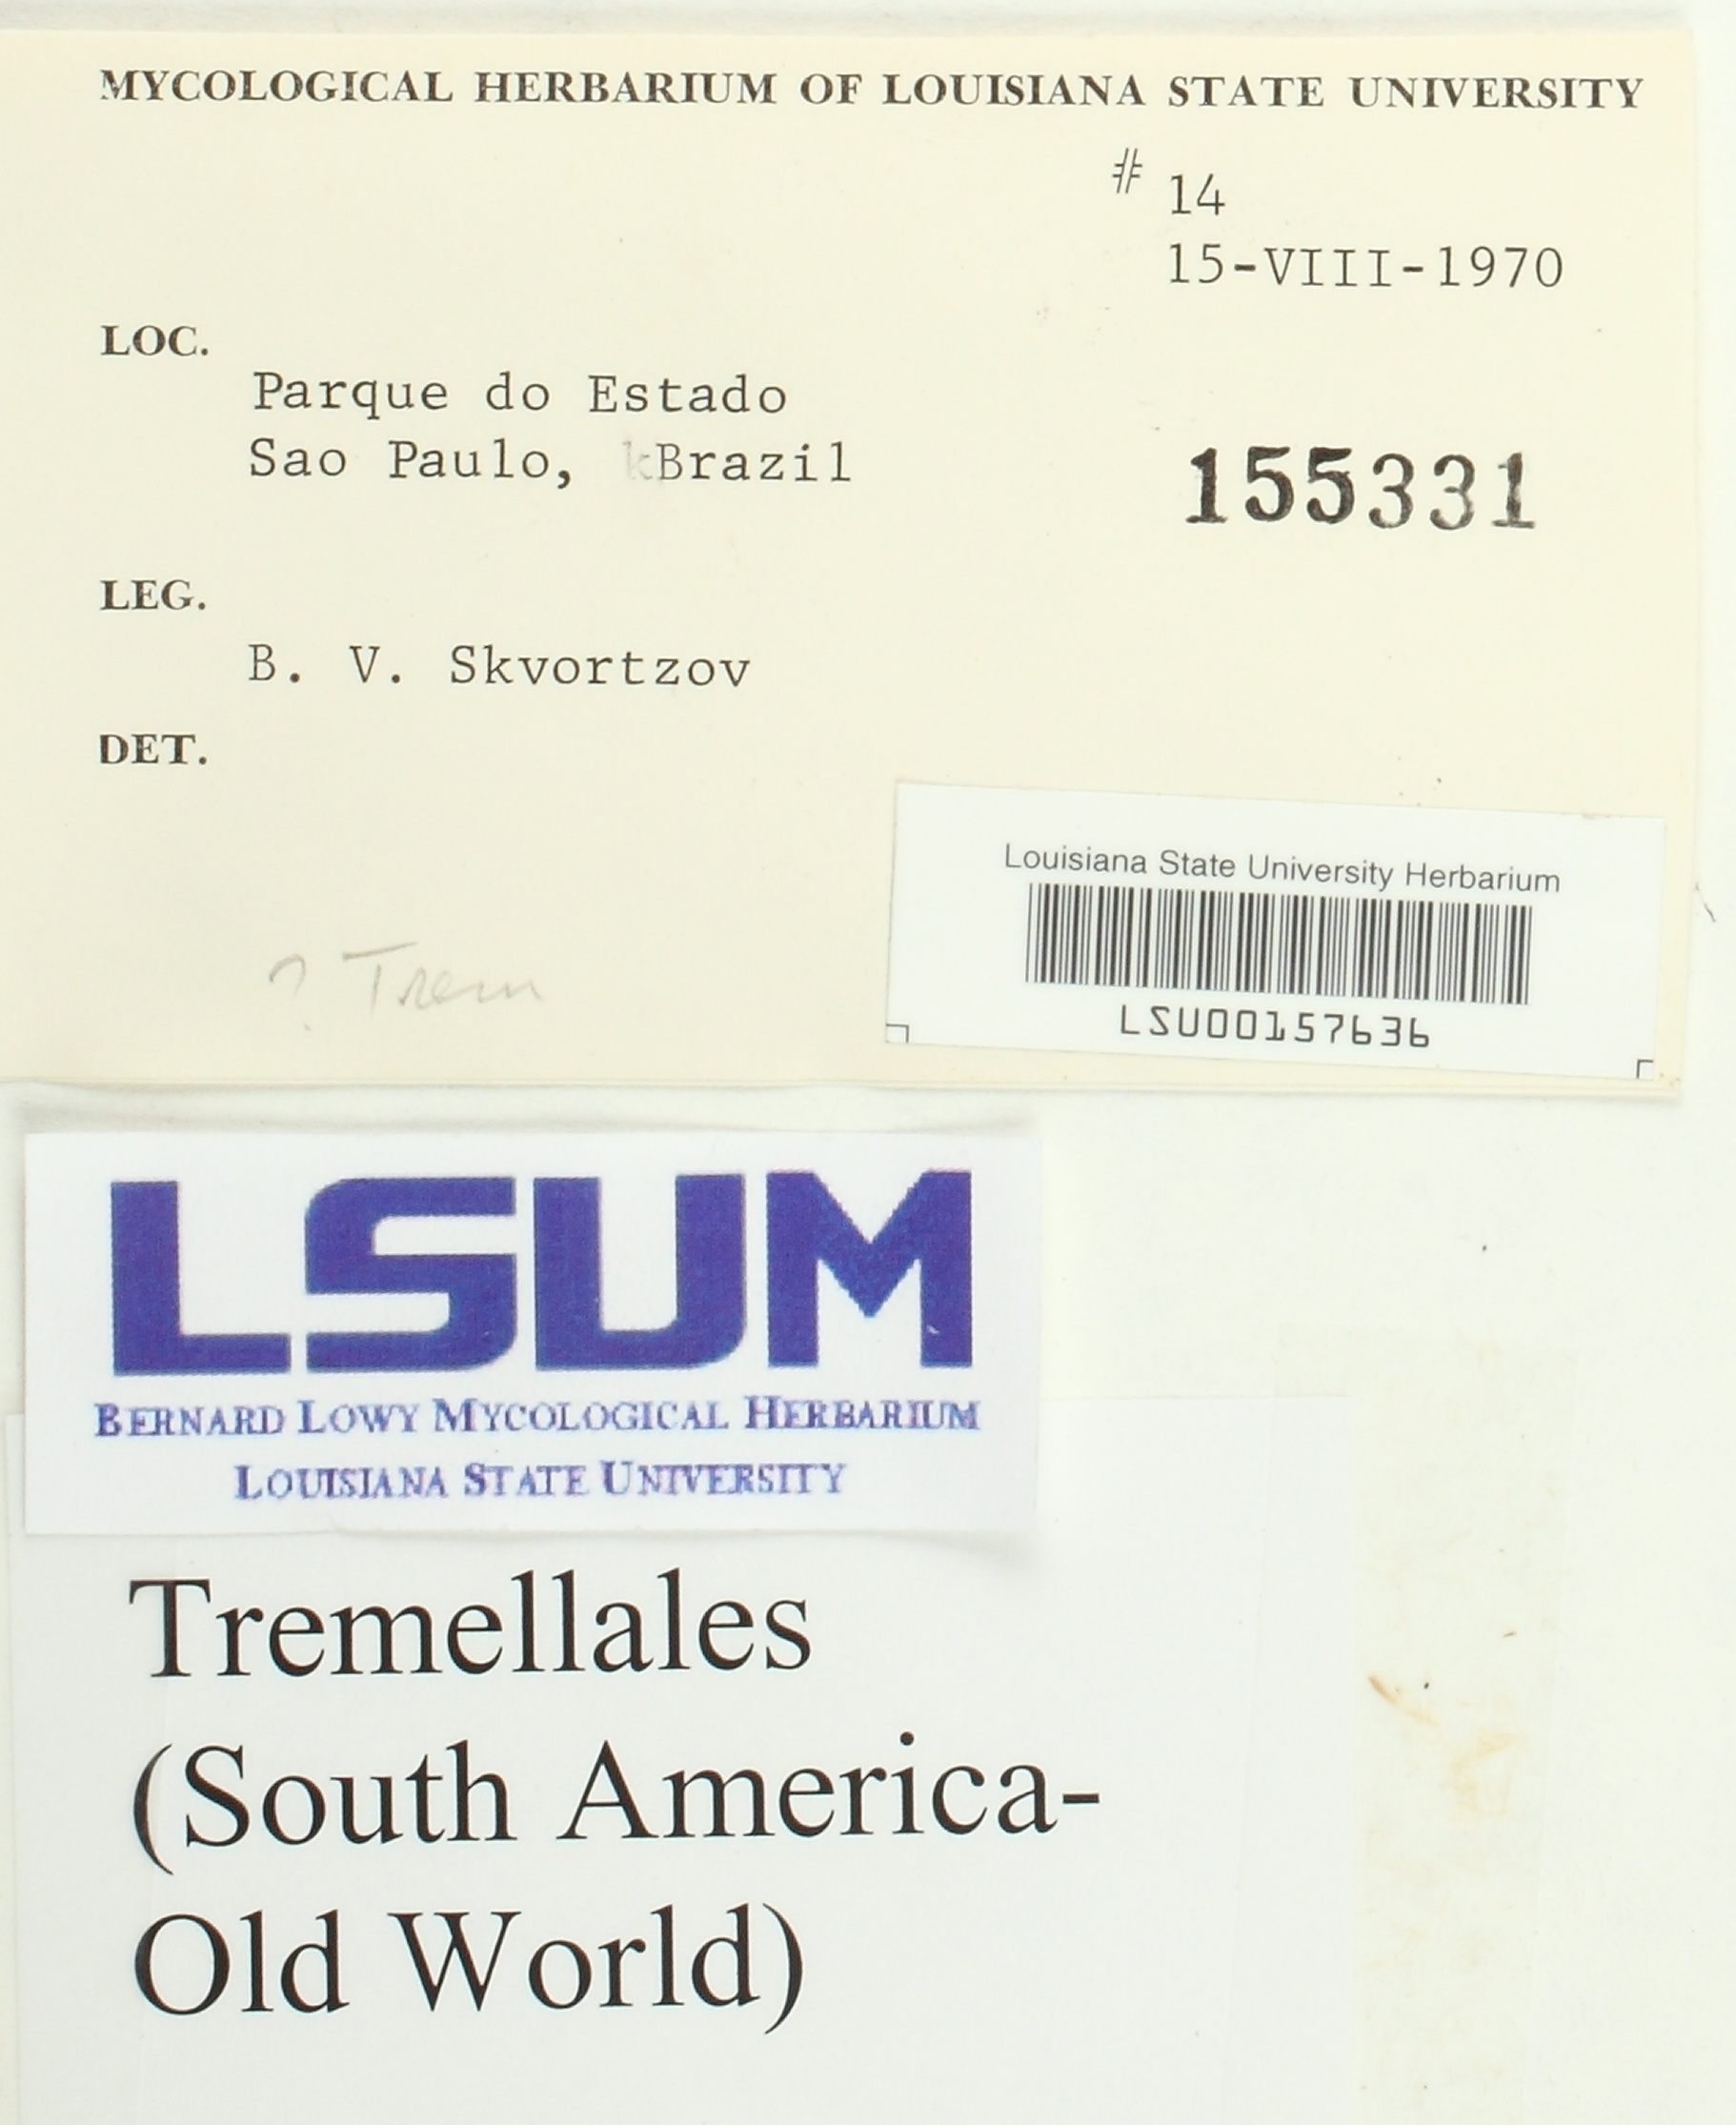 MYCOLOGICAL HERBARIUM OF LOUISIANA STATE UNIVERSITY
# 14
15-VIII-1970
LOC.
Parque do Estado
Sao Paulo, Brazil
155331
LEG.
B. V. Skvortzov
DET.
Louisiana State University Herbarium
LSU00157636
? Trem
LSUM
BERNARD LOWY MYCOLOGICAL HERBARIUM
LOUISIANA STATE UNIVERSITY
Tremellales
(South America-
Old World)